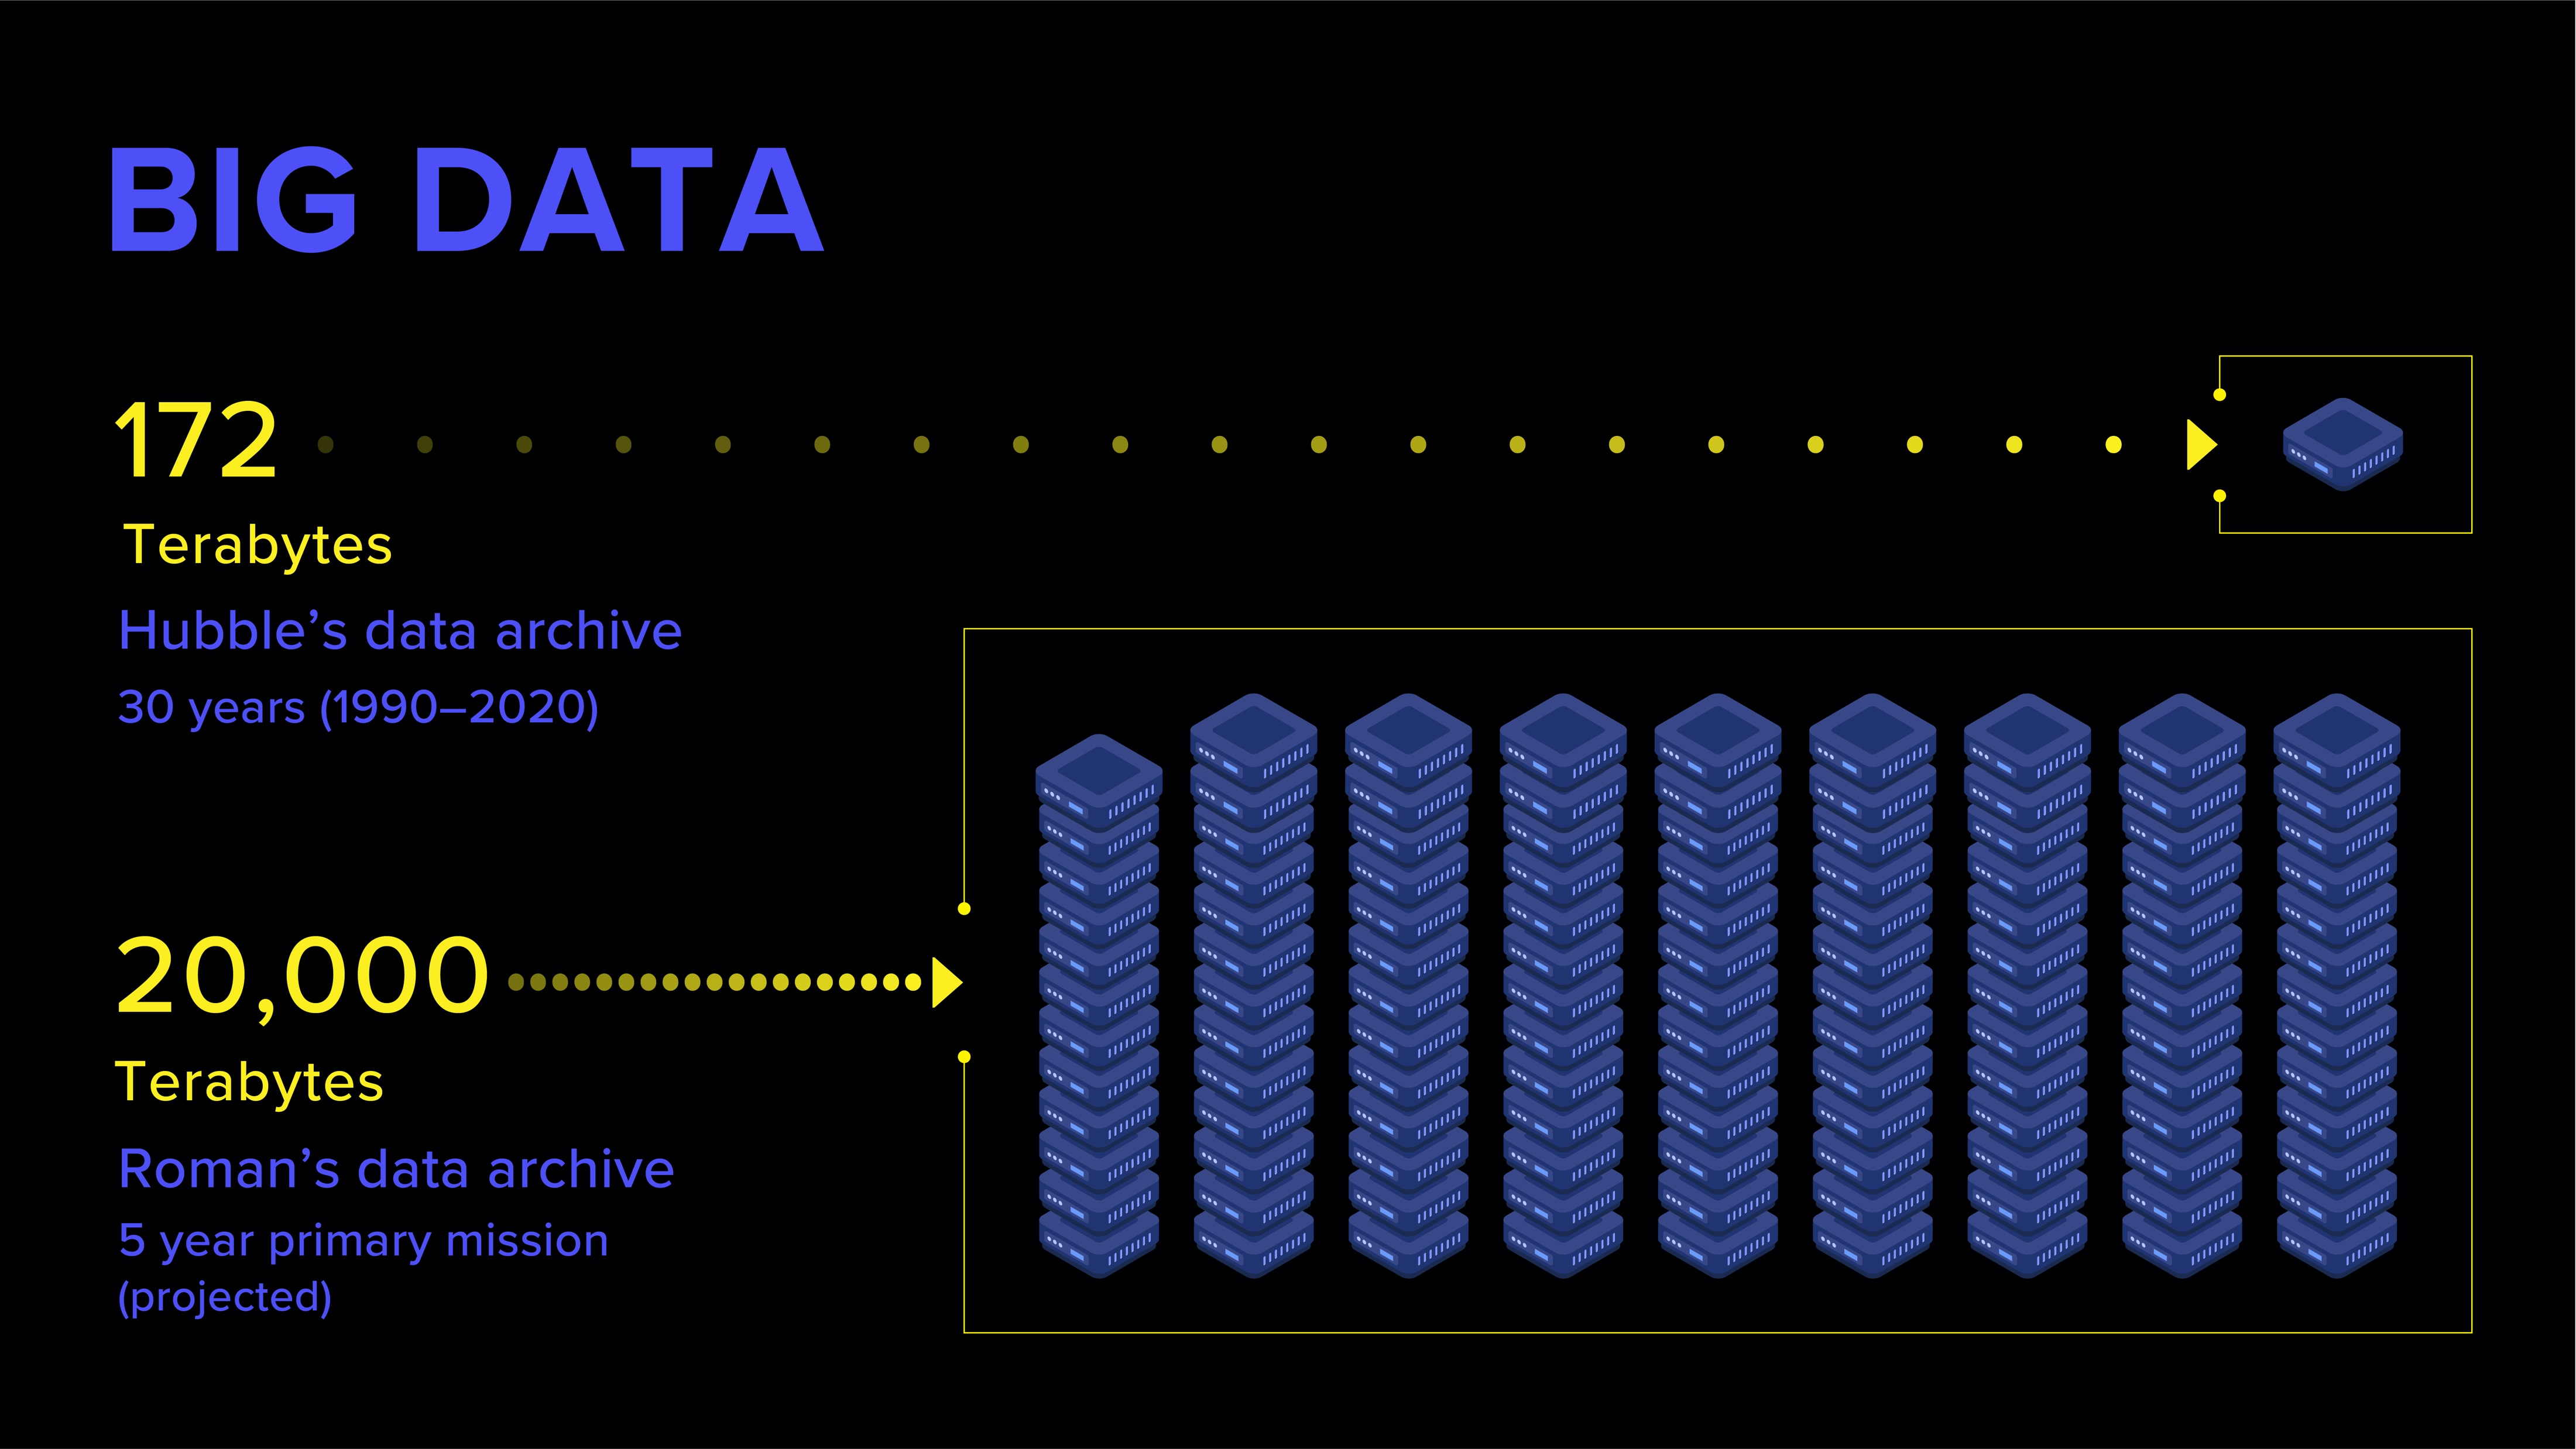 BIG DATA
172
Terabytes
Hubble’s data archive
30 years (1990–2020)
20,000
Terabytes
Roman’s data archive
5 year primary mission
(projected)